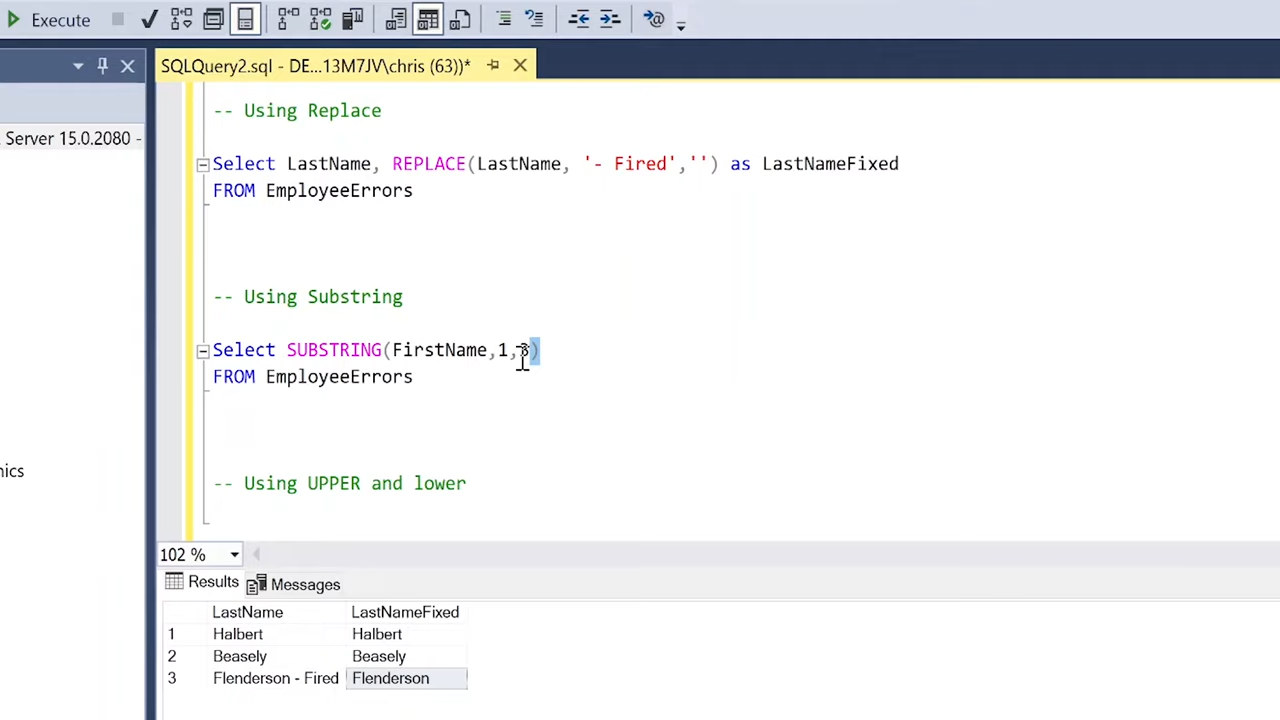 Execute
SQLQuery2.sql - DE...13M7JV\chris (63))*
Server 15.0.2080 -
-- Using Replace
Select LastName, REPLACE(LastName, '- Fired','') as LastNameFixed
FROM EmployeeErrors
-- Using Substring
Select SUBSTRING(FirstName,1,3)
FROM EmployeeErrors
nics
-- Using UPPER and lower
102 %
Results Messages
LastName LastNameFixed
1 Halbert Halbert
2 Beasely Beasely
3 Flenderson - Fired Flenderson